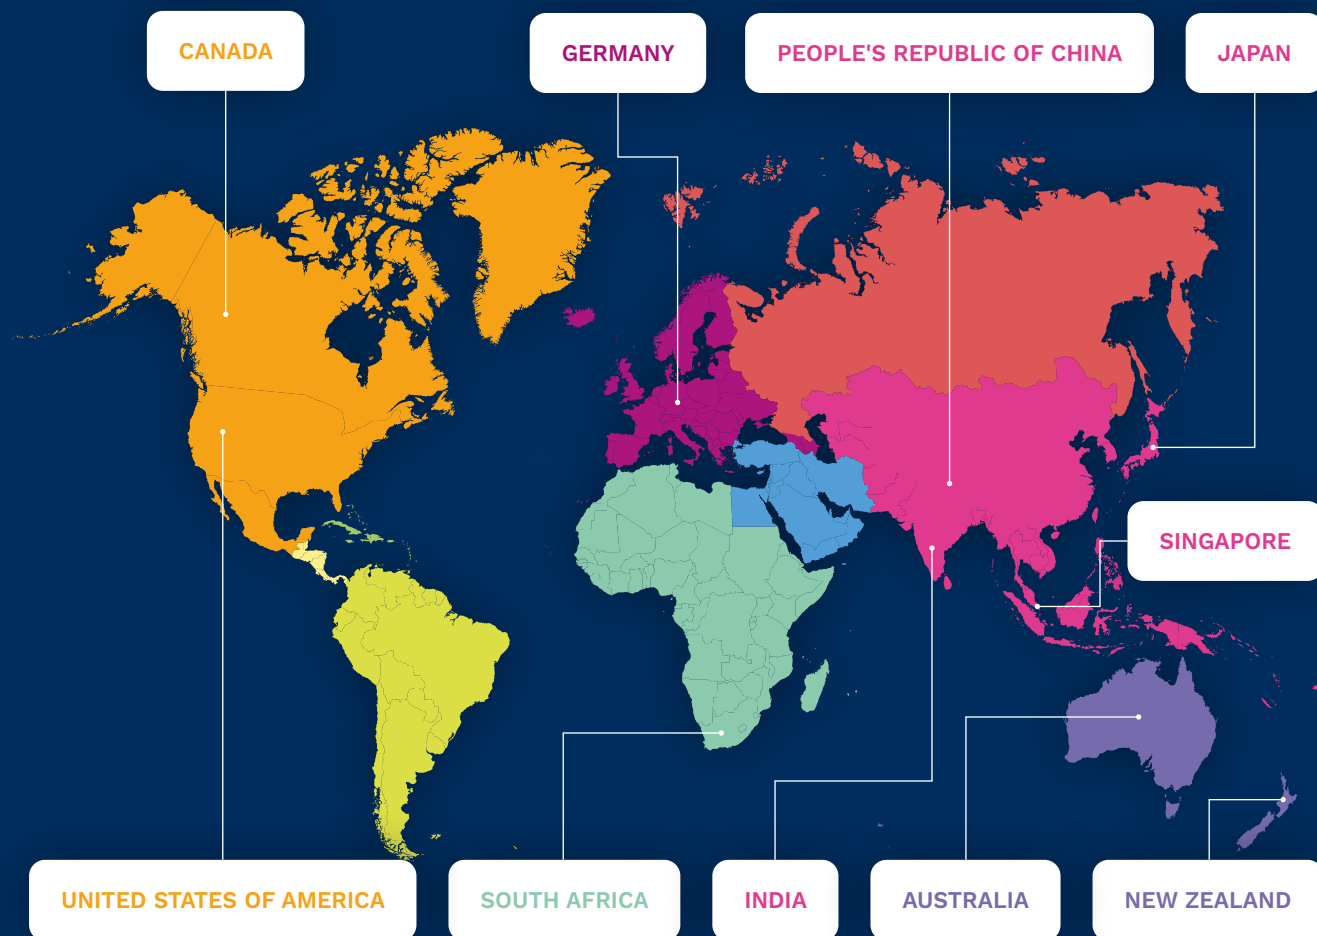 CANADA
GERMANY
PEOPLE'S REPUBLIC OF CHINA
JAPAN
SINGAPORE
UNITED STATES OF AMERICA
SOUTH AFRICA
INDIA
AUSTRALIA
NEW ZEALAND